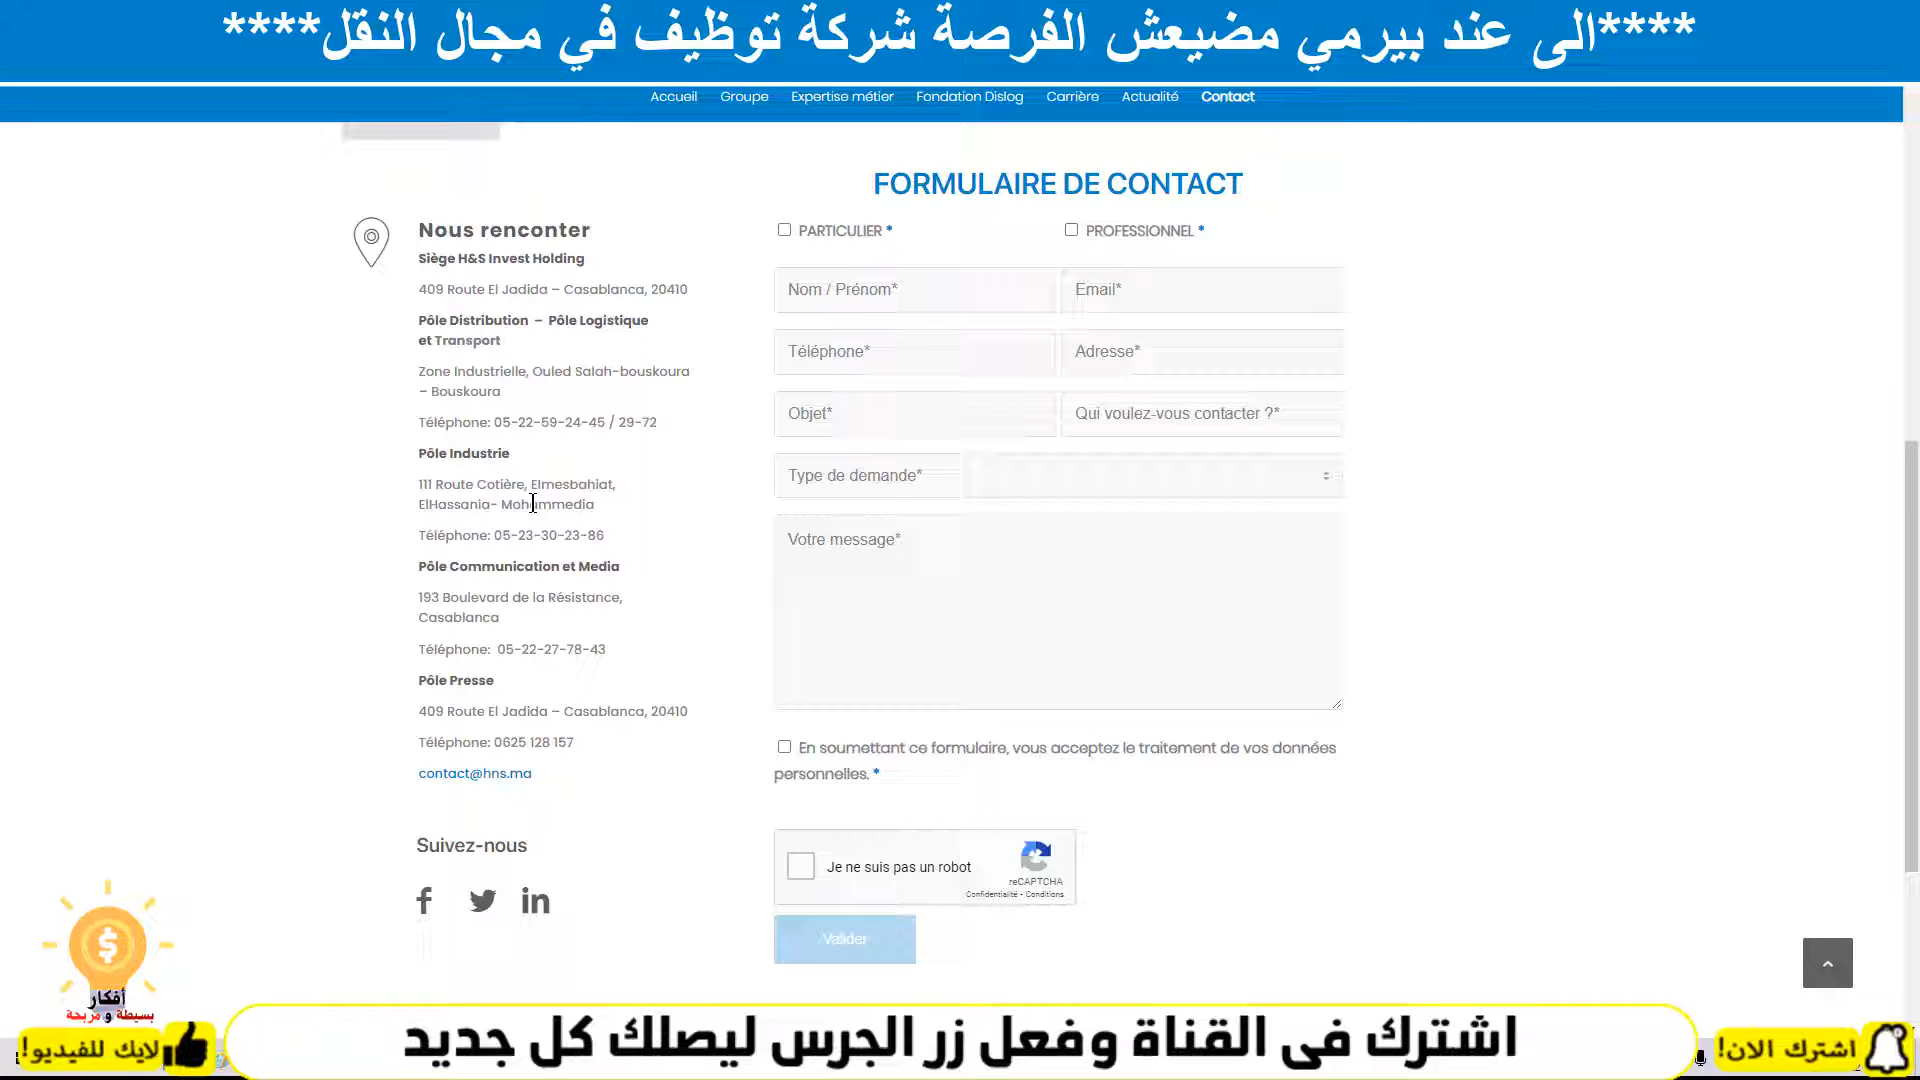 ****الى عند بيرمي مضيعش الفرصة شركة توظيف في مجال النقل****
Accueil Groupe Expertise métier Fondation Dislog Carrière Actualité Contact
FORMULAIRE DE CONTACT
Nous renconter
Siège H&S Invest Holding
409 Route El Jadida – Casablanca, 20410
Pôle Distribution – Pôle Logistique
et Transport
Zone Industrielle, Ouled Salah-bouskoura
– Bouskoura
Téléphone: 05-22-59-24-45 / 29-72
Pôle Industrie
111 Route Cotière, Elmesbahiat,
ElHassania- Mohammedia
Téléphone: 05-23-30-23-86
Pôle Communication et Media
193 Boulevard de la Résistance,
Casablanca
Téléphone: 05-22-27-78-43
Pôle Presse
409 Route El Jadida – Casablanca, 20410
Téléphone: 0625 128 157
contact@hns.ma
Suivez-nous
PARTICULIER * PROFESSIONNEL *
Nom / Prénom* Email*
Téléphone* Adresse*
Objet* Qui voulez-vous contacter ?*
Type de demande*
Votre message*
En soumettant ce formulaire, vous acceptez le traitement de vos données
personnelles. *
Je ne suis pas un robot
reCAPTCHA
Confidentialité - Conditions
Valider
أفكار
بسيطة و مربحة
لايك للفيديو!
اشترك فى القناة وفعل زر الجرس ليصلك كل جديد
اشترك الان!